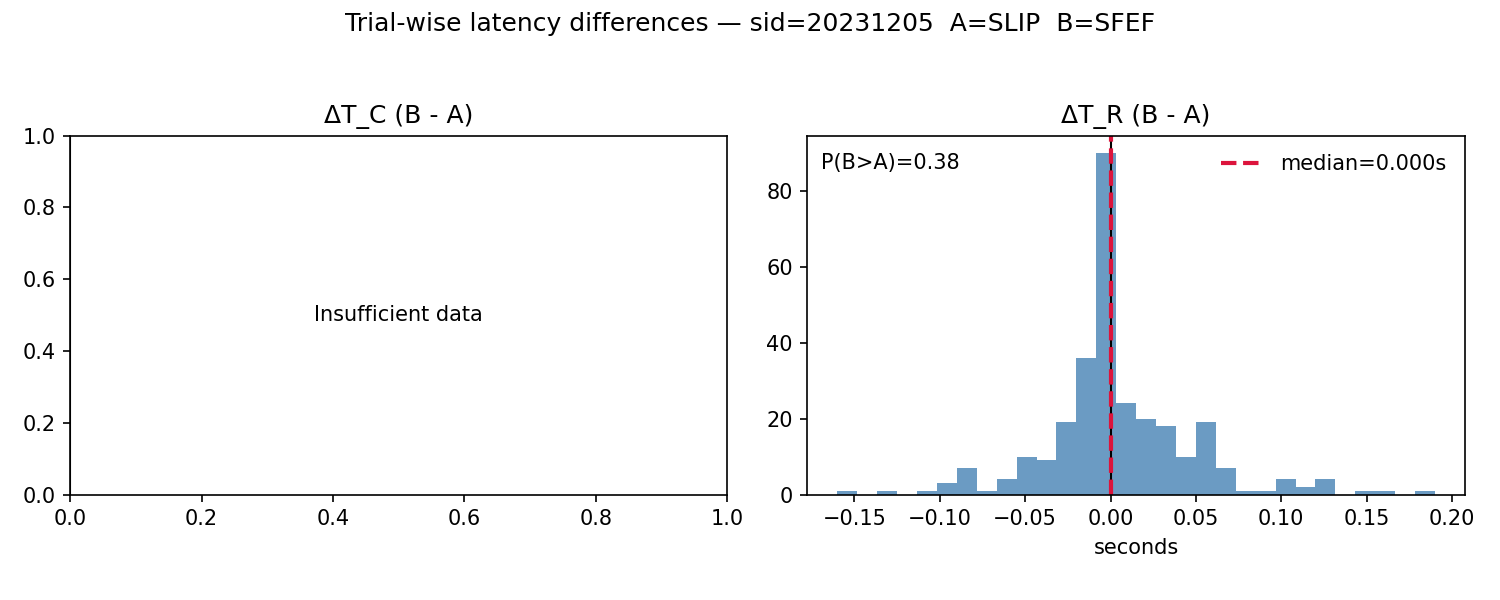 Trial-wise latency differences — sid=20231205  A=SLIP  B=SFEF
ΔT_C (B - A)
1.0
0.8
0.6
0.4
0.2
0.0
Insufficient data
0.0 0.2 0.4 0.6 0.8 1.0
ΔT_R (B - A)
P(B>A)=0.38
median=0.000s
80
60
40
20
0
−0.15 −0.10 −0.05 0.00 0.05 0.10 0.15 0.20
seconds